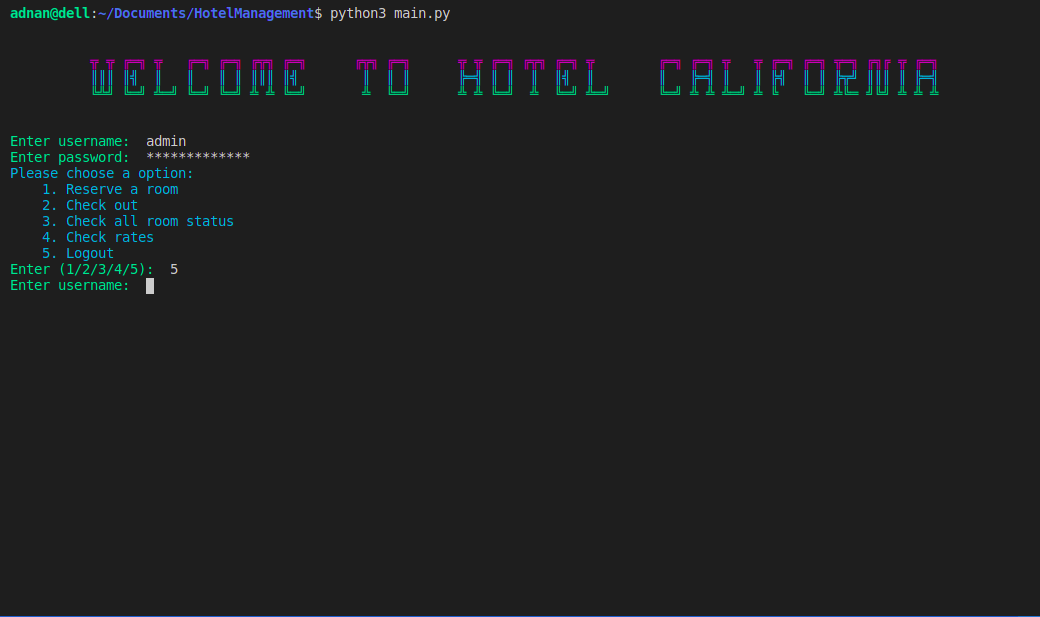 adnan@dell:~/Documents/HotelManagement$ python3 main.py
WELCOME TO HOTEL CALIFORNIA
Enter username:  admin
Enter password:  *************
Please choose a option:
    1. Reserve a room
    2. Check out
    3. Check all room status
    4. Check rates
    5. Logout
Enter (1/2/3/4/5):  5
Enter username: